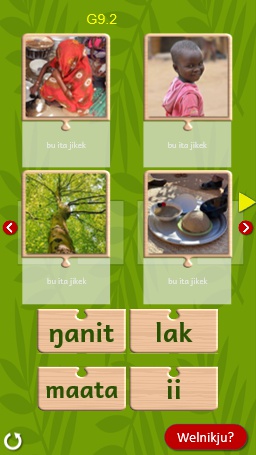 G9.2
bu ita jikek
bu ita jikek
bu ita jikek
bu ita jikek
ŋanit
lak
maata
ii
Welnikju?